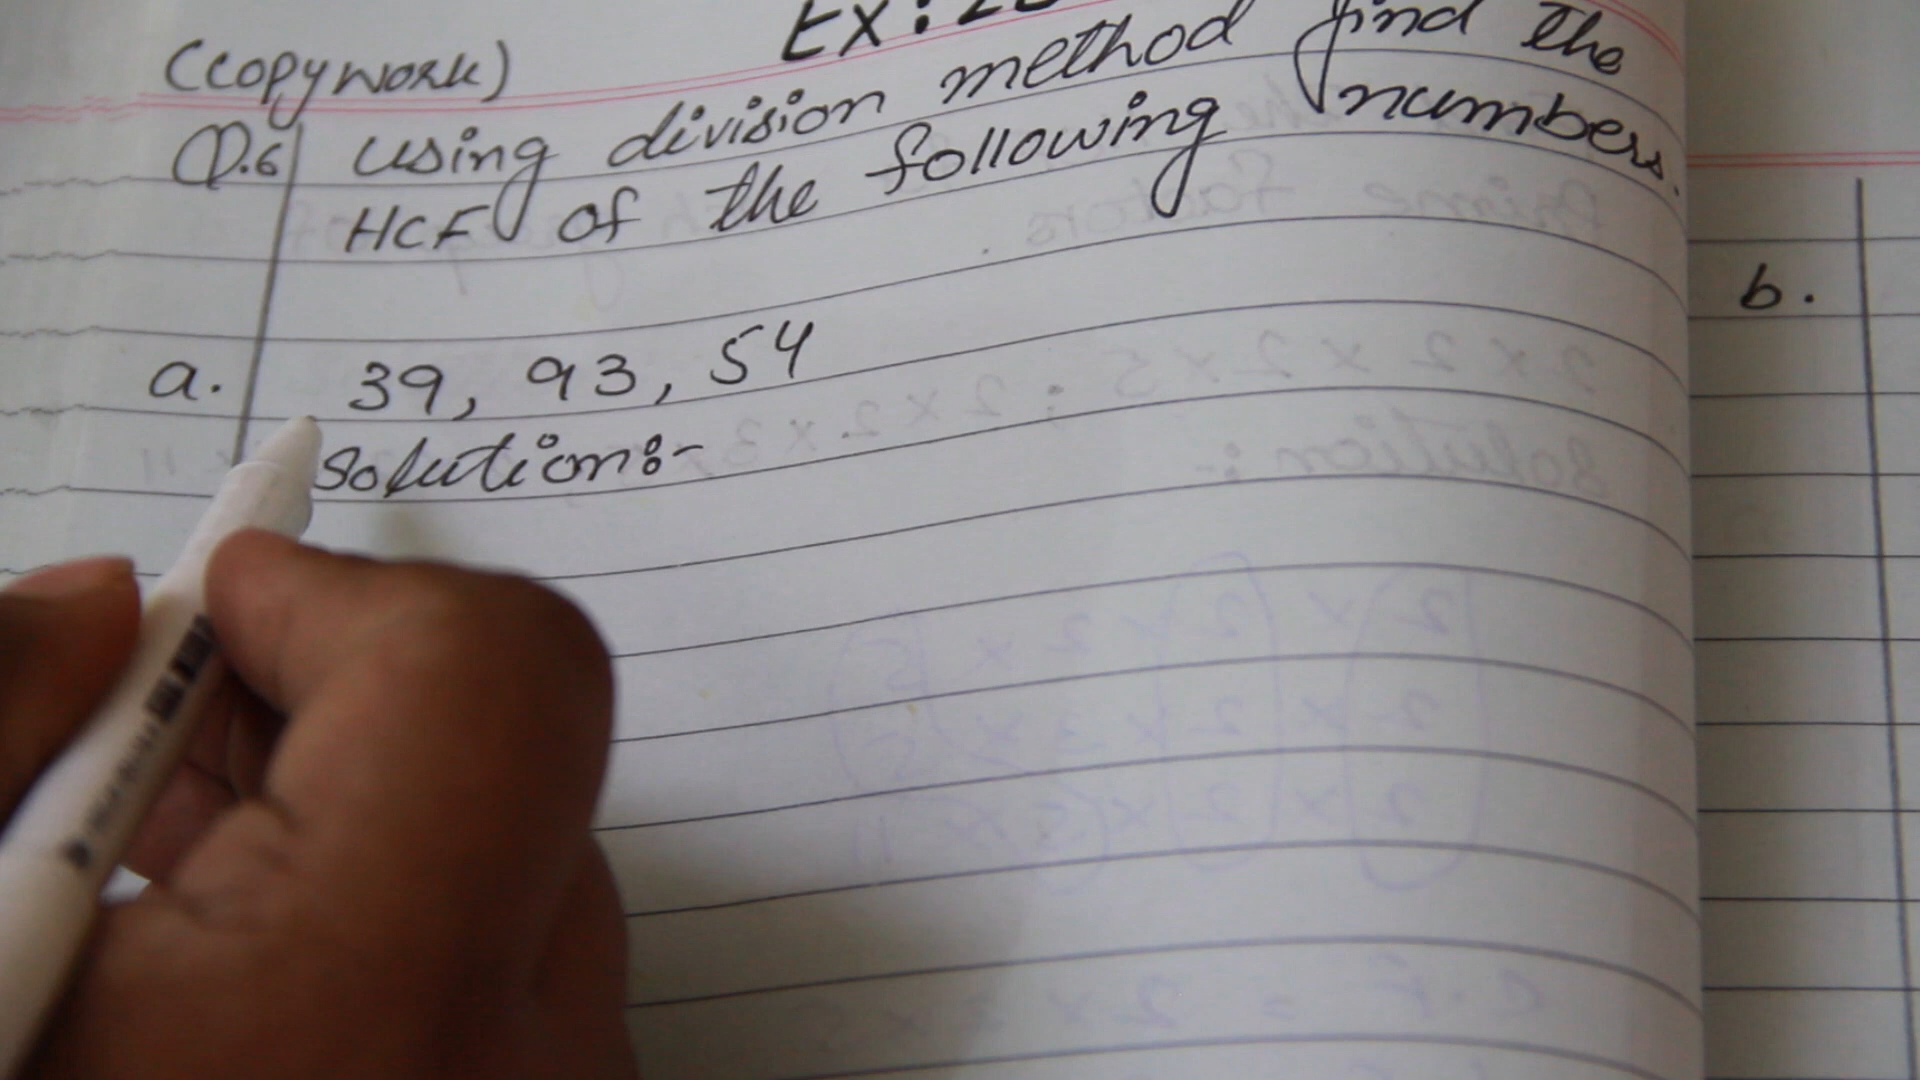 Ex:
(Copywork)
Q.6 using division method find the
HCF of the following numbers.
a. 39, 93, 54
Solution:-
b.